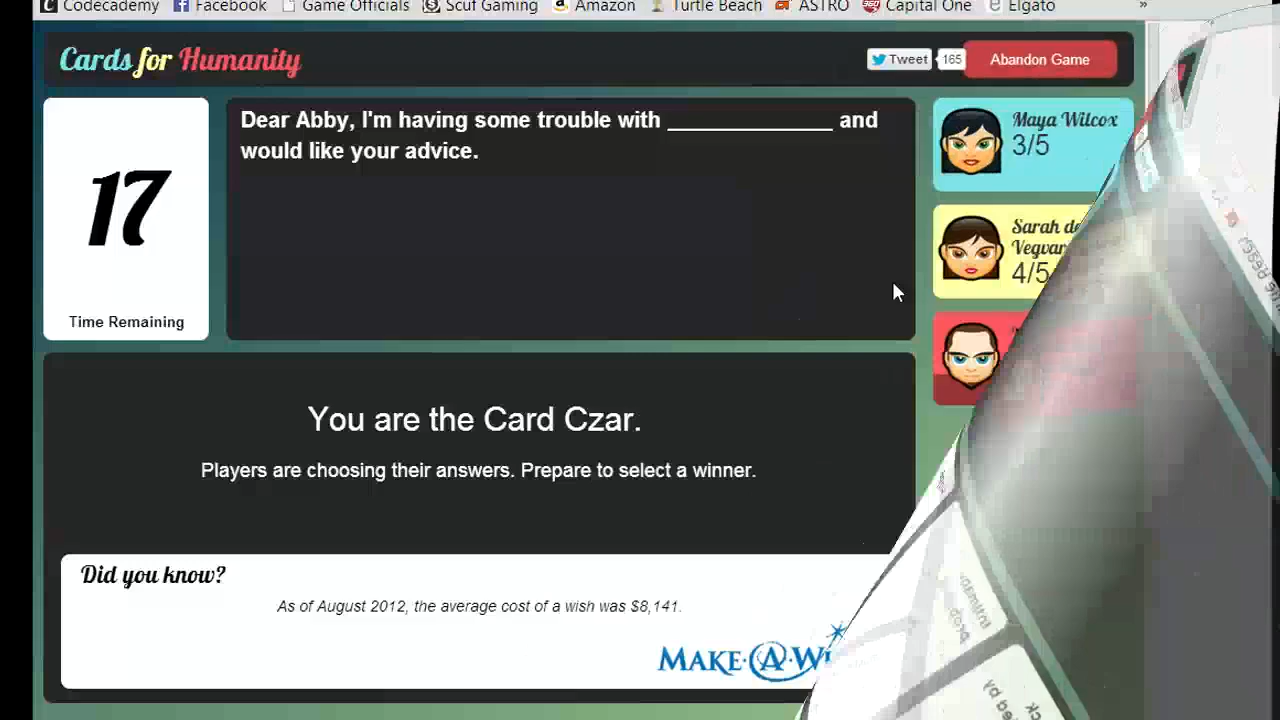 Codecademy Facebook Game Officials Scuf Gaming Amazon Turtle Beach ASTRO Capital One Elgato »
Cards for Humanity
Tweet 165 Abandon Game
17
Time Remaining
Dear Abby, I'm having some trouble with ______________ and
would like your advice.
Maya Wilcox
3/5
Sarah de
Vegvar
4/5
You are the Card Czar.
Players are choosing their answers. Prepare to select a winner.
Did you know?
As of August 2012, the average cost of a wish was $8,141.
MAKE·A·WI